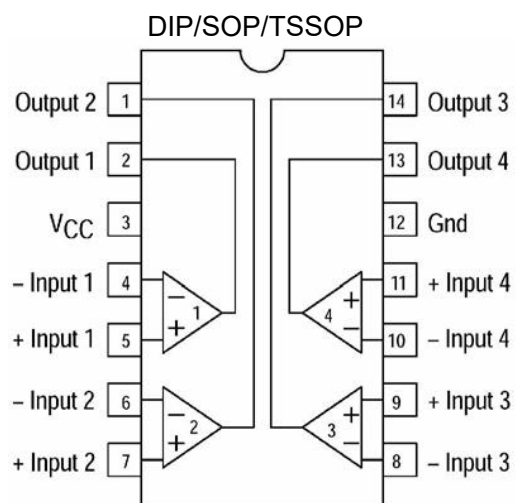 DIP/SOP/TSSOP
Output 2 1 14 Output 3
Output 1 2 13 Output 4
VCC 3 12 Gnd
– Input 1 4 – 1 + 4 11 + Input 4
+ Input 1 5 + – 10 – Input 4
– Input 2 6 – 2 + 3 9 + Input 3
+ Input 2 7 + – 8 – Input 3